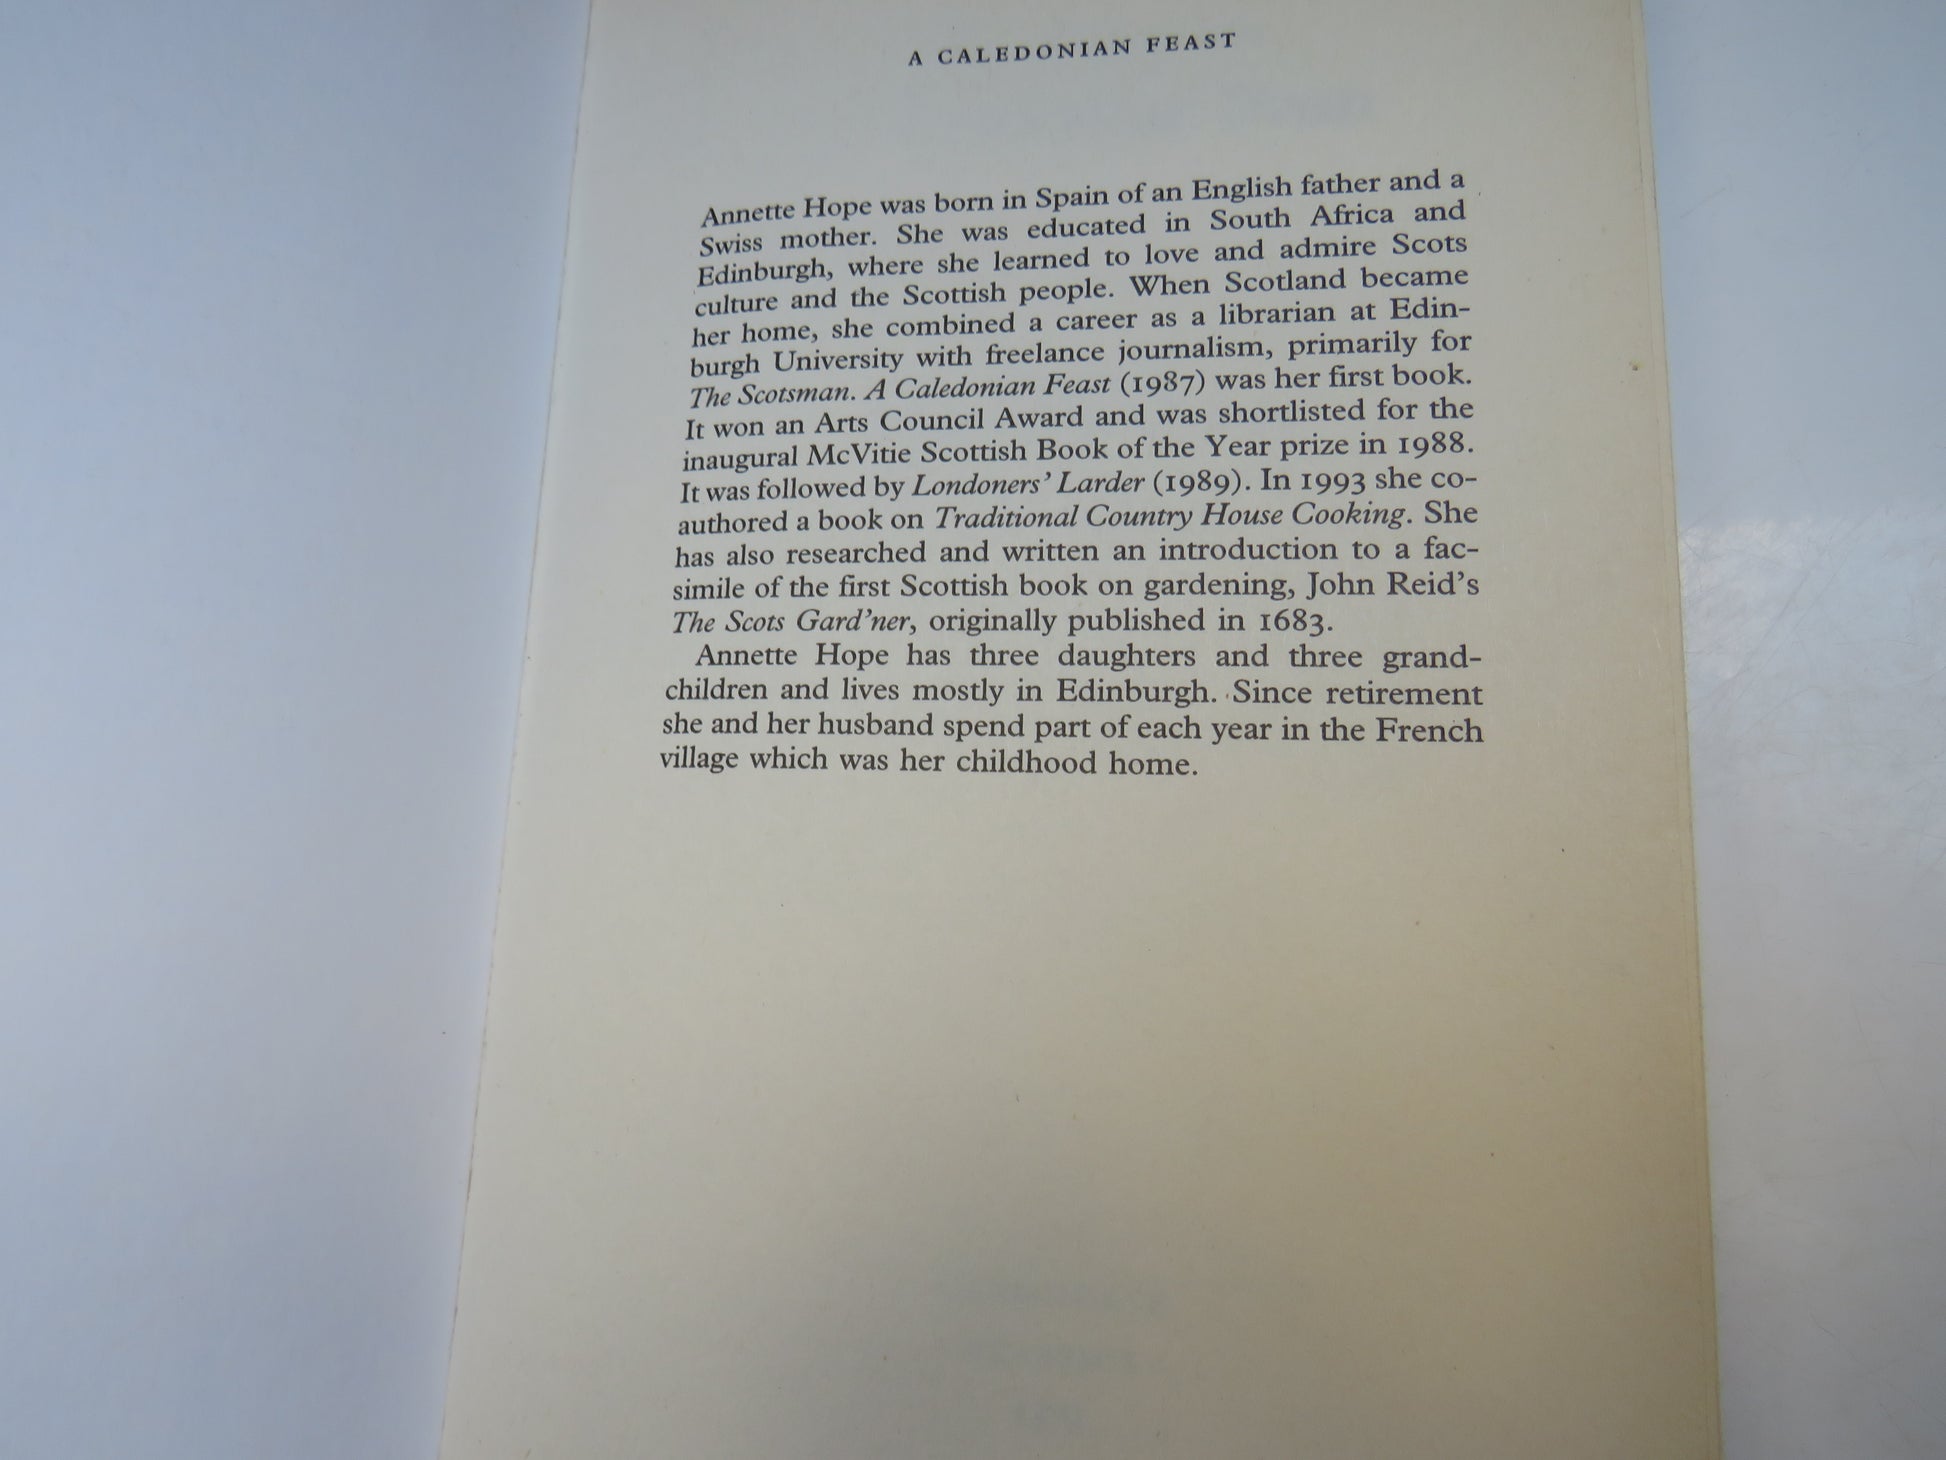 A CALEDONIAN FEAST
Annette Hope was born in Spain of an English father and a
Swiss mother. She was educated in South Africa and
Edinburgh, where she learned to love and admire Scots
culture and the Scottish people. When Scotland became
her home, she combined a career as a librarian at Edin-
burgh University with freelance journalism, primarily for
The Scotsman. A Caledonian Feast (1987) was her first book.
It won an Arts Council Award and was shortlisted for the
inaugural McVitie Scottish Book of the Year prize in 1988.
It was followed by Londoners' Larder (1989). In 1993 she co-
authored a book on Traditional Country House Cooking. She
has also researched and written an introduction to a fac-
simile of the first Scottish book on gardening, John Reid's
The Scots Gard'ner, originally published in 1683.
Annette Hope has three daughters and three grand-
children and lives mostly in Edinburgh. Since retirement
she and her husband spend part of each year in the French
village which was her childhood home.